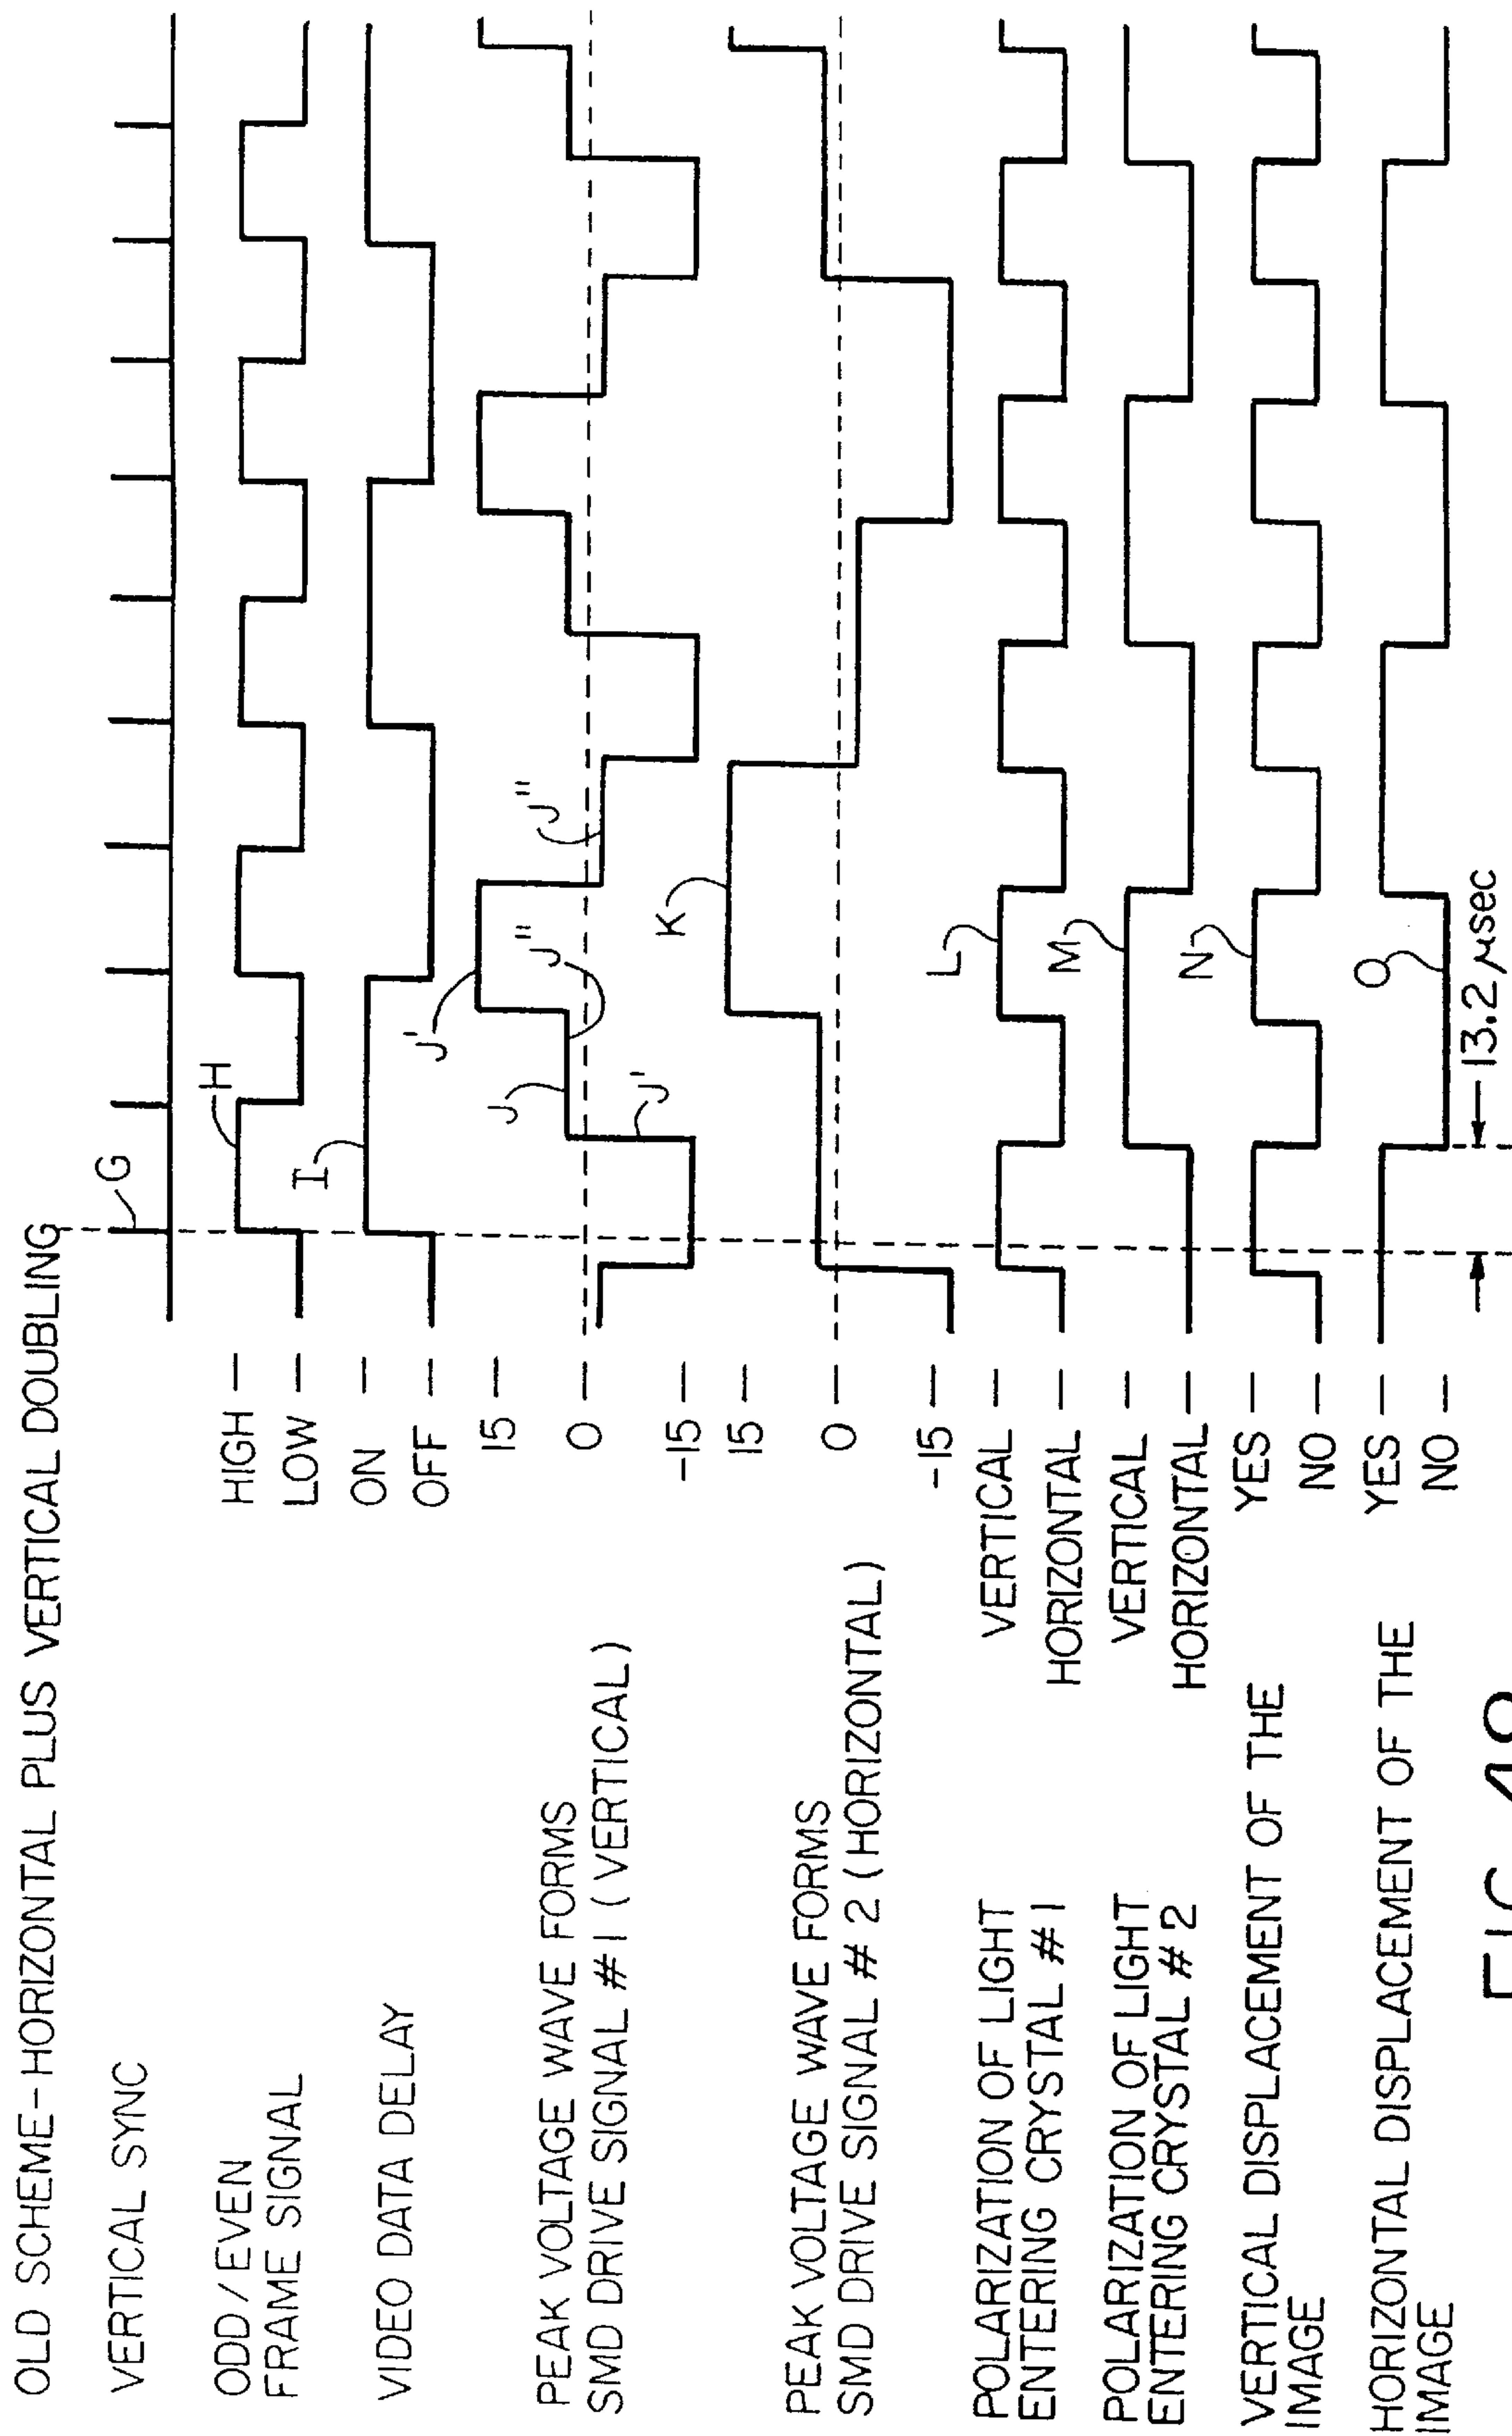 OLD SCHEME-HORIZONTAL PLUS VERTICAL DOUBLING
VERTICAL SYNC
G
ODD/EVEN
FRAME SIGNAL
HIGH
LOW
H
VIDEO DATA DELAY
ON
OFF
I
PEAK VOLTAGE WAVE FORMS
SMD DRIVE SIGNAL #1 (VERTICAL)
15
0
-15
J
J'
J'
J"
J"
PEAK VOLTAGE WAVE FORMS
SMD DRIVE SIGNAL #2 (HORIZONTAL)
15
0
-15
K
POLARIZATION OF LIGHT
ENTERING CRYSTAL #1
VERTICAL
HORIZONTAL
L
POLARIZATION OF LIGHT
ENTERING CRYSTAL #2
VERTICAL
HORIZONTAL
M
VERTICAL DISPLACEMENT OF THE
IMAGE
YES
NO
N
HORIZONTAL DISPLACEMENT OF THE
IMAGE
YES
NO
O
13.2 μsec